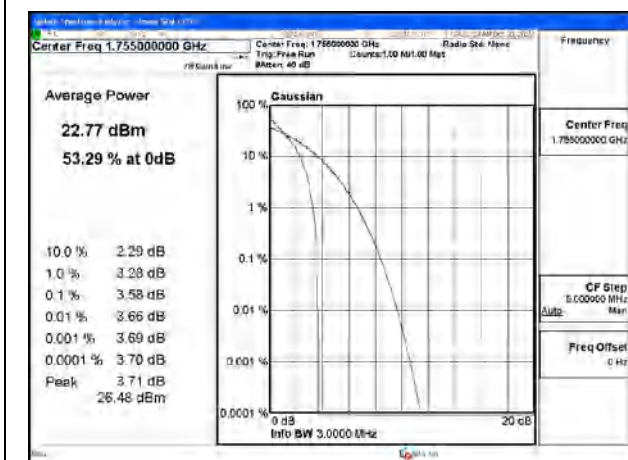 Center Freq 1.755000000 GHz
Center Freq: 1.755000000 GHz
Radio Std: None
Trig: Free Run
Counts:1.00 M/1.00 Mpt
#Atten: 40 dB
Frequency
Average Power
22.77 dBm
53.29 % at 0dB
10.0 % 2.29 dB
1.0 % 3.28 dB
0.1 % 3.58 dB
0.01 % 3.66 dB
0.001 % 3.69 dB
0.0001 % 3.70 dB
Peak 3.71 dB
26.48 dBm
Gaussian
100 %
10 %
1 %
0.1 %
0.01 %
0.001 %
0.0001 %
0 dB
20 dB
Info BW 3.0000 MHz
Center Freq
1.755000000 GHz
CF Step
5.000000 MHz
Auto Man
Freq Offset
0 Hz